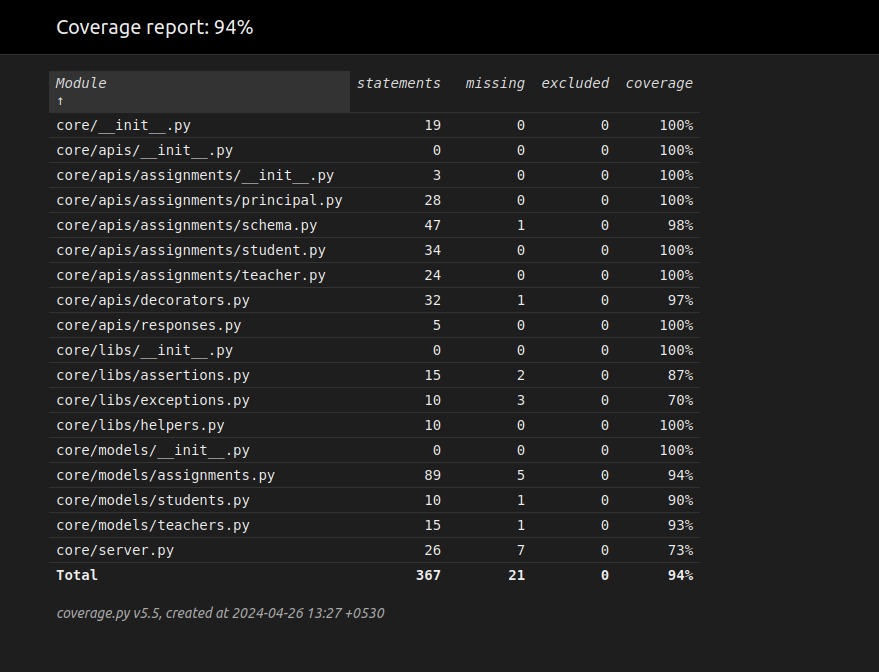 Coverage report: 94%
Module statements missing excluded coverage
↑
core/__init__.py 19 0 0 100%
core/apis/__init__.py 0 0 0 100%
core/apis/assignments/__init__.py 3 0 0 100%
core/apis/assignments/principal.py 28 0 0 100%
core/apis/assignments/schema.py 47 1 0 98%
core/apis/assignments/student.py 34 0 0 100%
core/apis/assignments/teacher.py 24 0 0 100%
core/apis/decorators.py 32 1 0 97%
core/apis/responses.py 5 0 0 100%
core/libs/__init__.py 0 0 0 100%
core/libs/assertions.py 15 2 0 87%
core/libs/exceptions.py 10 3 0 70%
core/libs/helpers.py 10 0 0 100%
core/models/__init__.py 0 0 0 100%
core/models/assignments.py 89 5 0 94%
core/models/students.py 10 1 0 90%
core/models/teachers.py 15 1 0 93%
core/server.py 26 7 0 73%
Total 367 21 0 94%
coverage.py v5.5, created at 2024-04-26 13:27 +0530